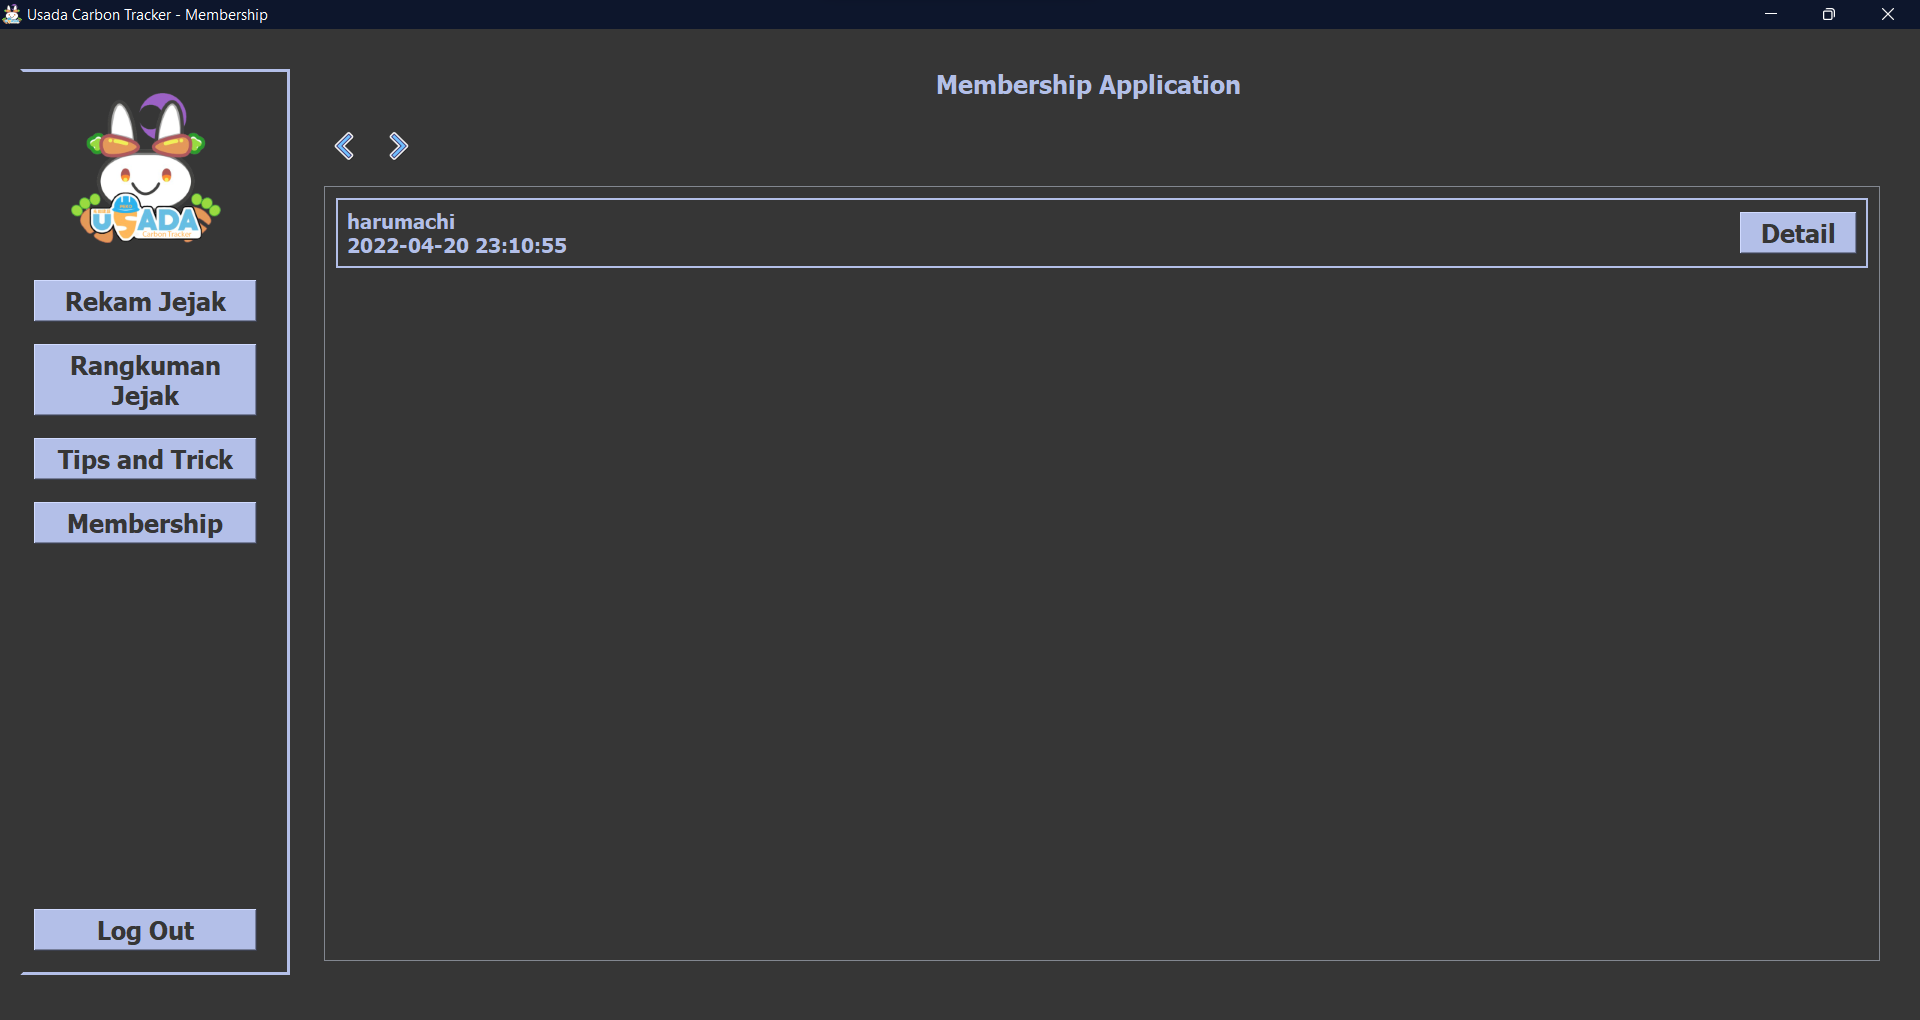 Usada Carbon Tracker - Membership
USADA
Carbon Tracker
Rekam Jejak
Rangkuman
Jejak
Tips and Trick
Membership
Log Out
Membership Application
harumachi
2022-04-20 23:10:55
Detail